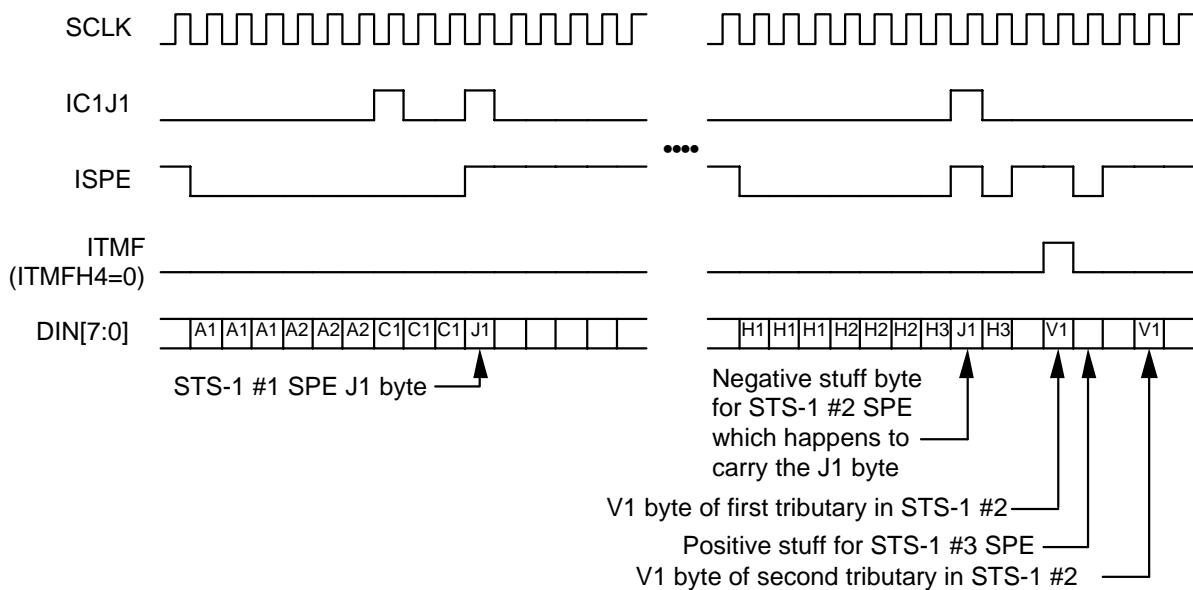 SCLK
IC1J1
ISPE
ITMF
(ITMFH4=0)
DIN[7:0]
A1 A1 A1 A2 A2 A2 C1 C1 C1 J1
H1 H1 H1 H2 H2 H2 H3 J1 H3 V1 V1
STS-1 #1 SPE J1 byte
Negative stuff byte
for STS-1 #2 SPE
which happens to
carry the J1 byte
V1 byte of first tributary in STS-1 #2
Positive stuff for STS-1 #3 SPE
V1 byte of second tributary in STS-1 #2